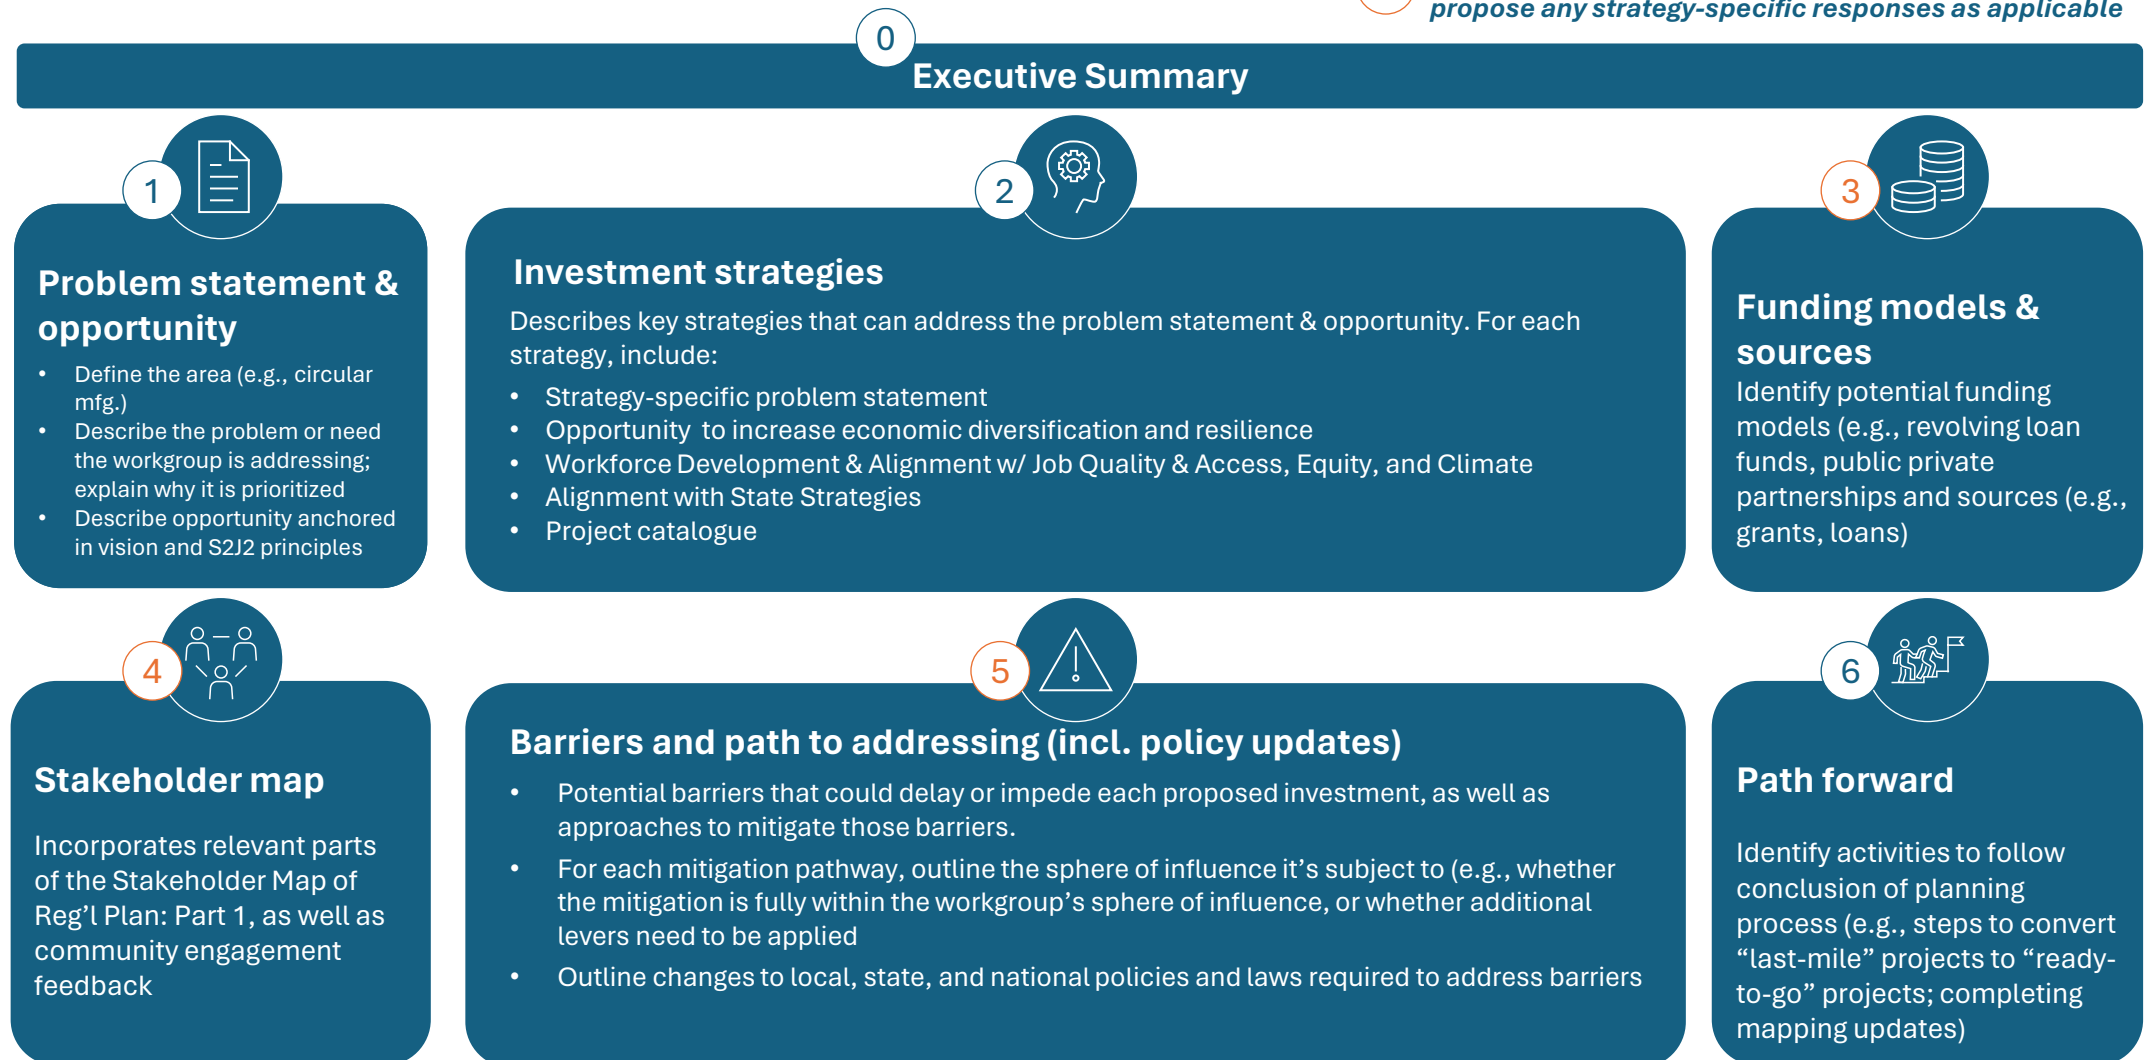 propose any strategy-specific responses as applicable
0
Executive Summary
1
Problem statement &
opportunity
• Define the area (e.g., circular
mfg.)
• Describe the problem or need
the workgroup is addressing;
explain why it is prioritized
• Describe opportunity anchored
in vision and S2J2 principles
2
Investment strategies
Describes key strategies that can address the problem statement & opportunity. For each
strategy, include:
• Strategy-specific problem statement
• Opportunity to increase economic diversification and resilience
• Workforce Development & Alignment w/ Job Quality & Access, Equity, and Climate
• Alignment with State Strategies
• Project catalogue
3
Funding models &
sources
Identify potential funding
models (e.g., revolving loan
funds, public private
partnerships and sources (e.g.,
grants, loans)
4
Stakeholder map
Incorporates relevant parts
of the Stakeholder Map of
Reg’l Plan: Part 1, as well as
community engagement
feedback
5
Barriers and path to addressing (incl. policy updates)
• Potential barriers that could delay or impede each proposed investment, as well as
approaches to mitigate those barriers.
• For each mitigation pathway, outline the sphere of influence it’s subject to (e.g., whether
the mitigation is fully within the workgroup’s sphere of influence, or whether additional
levers need to be applied
• Outline changes to local, state, and national policies and laws required to address barriers
6
Path forward
Identify activities to follow
conclusion of planning
process (e.g., steps to convert
“last-mile” projects to “ready-
to-go” projects; completing
mapping updates)